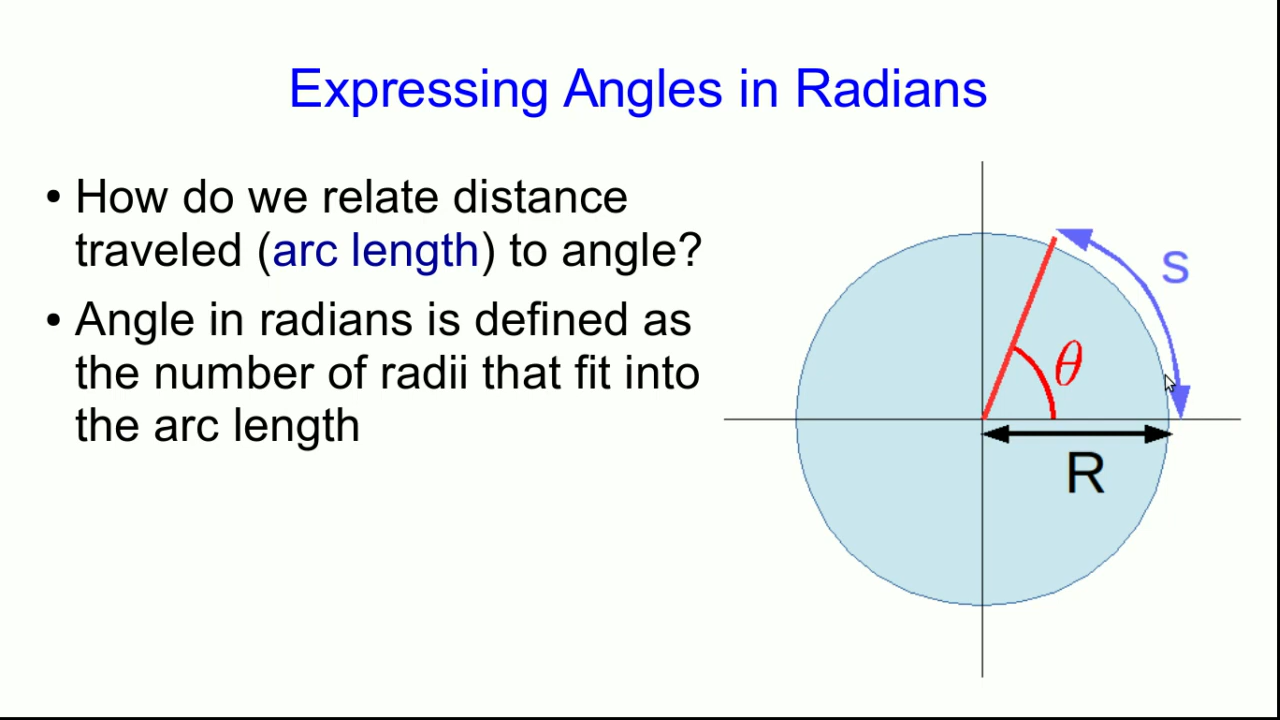 Expressing Angles in Radians
• How do we relate distance
traveled (arc length) to angle?
• Angle in radians is defined as
the number of radii that fit into
the arc length
s
θ
R